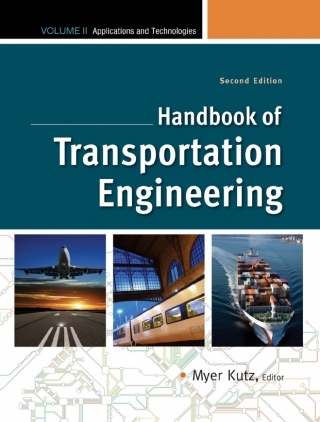 VOLUME II Applications and Technologies
Second Edition
Handbook of
Transportation
Engineering
Myer Kutz, Editor